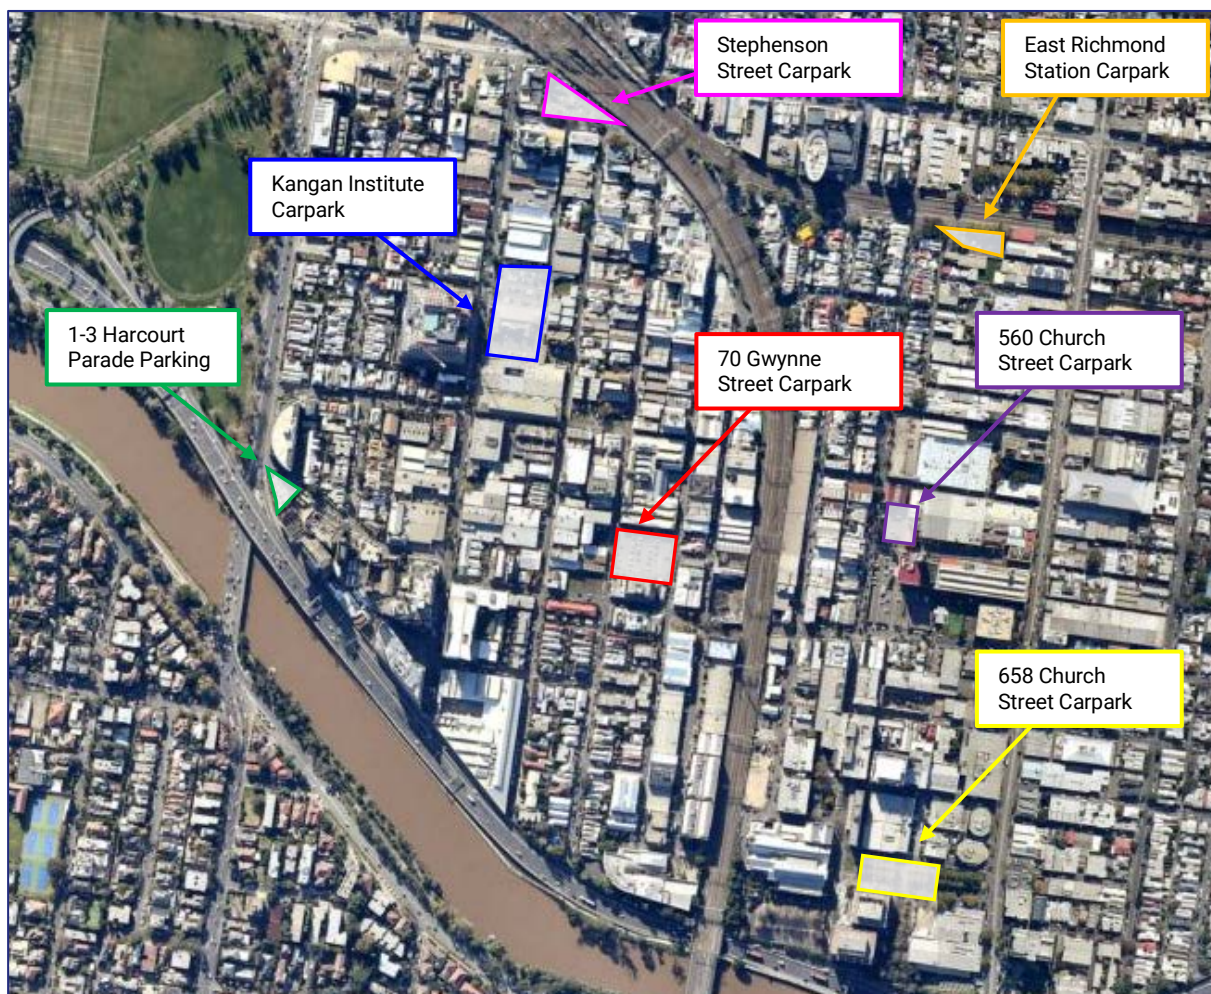 Stephenson
Street Carpark
East Richmond
Station Carpark
Kangan Institute
Carpark
1-3 Harcourt
Parade Parking
70 Gwynne
Street Carpark
560 Church
Street Carpark
658 Church
Street Carpark